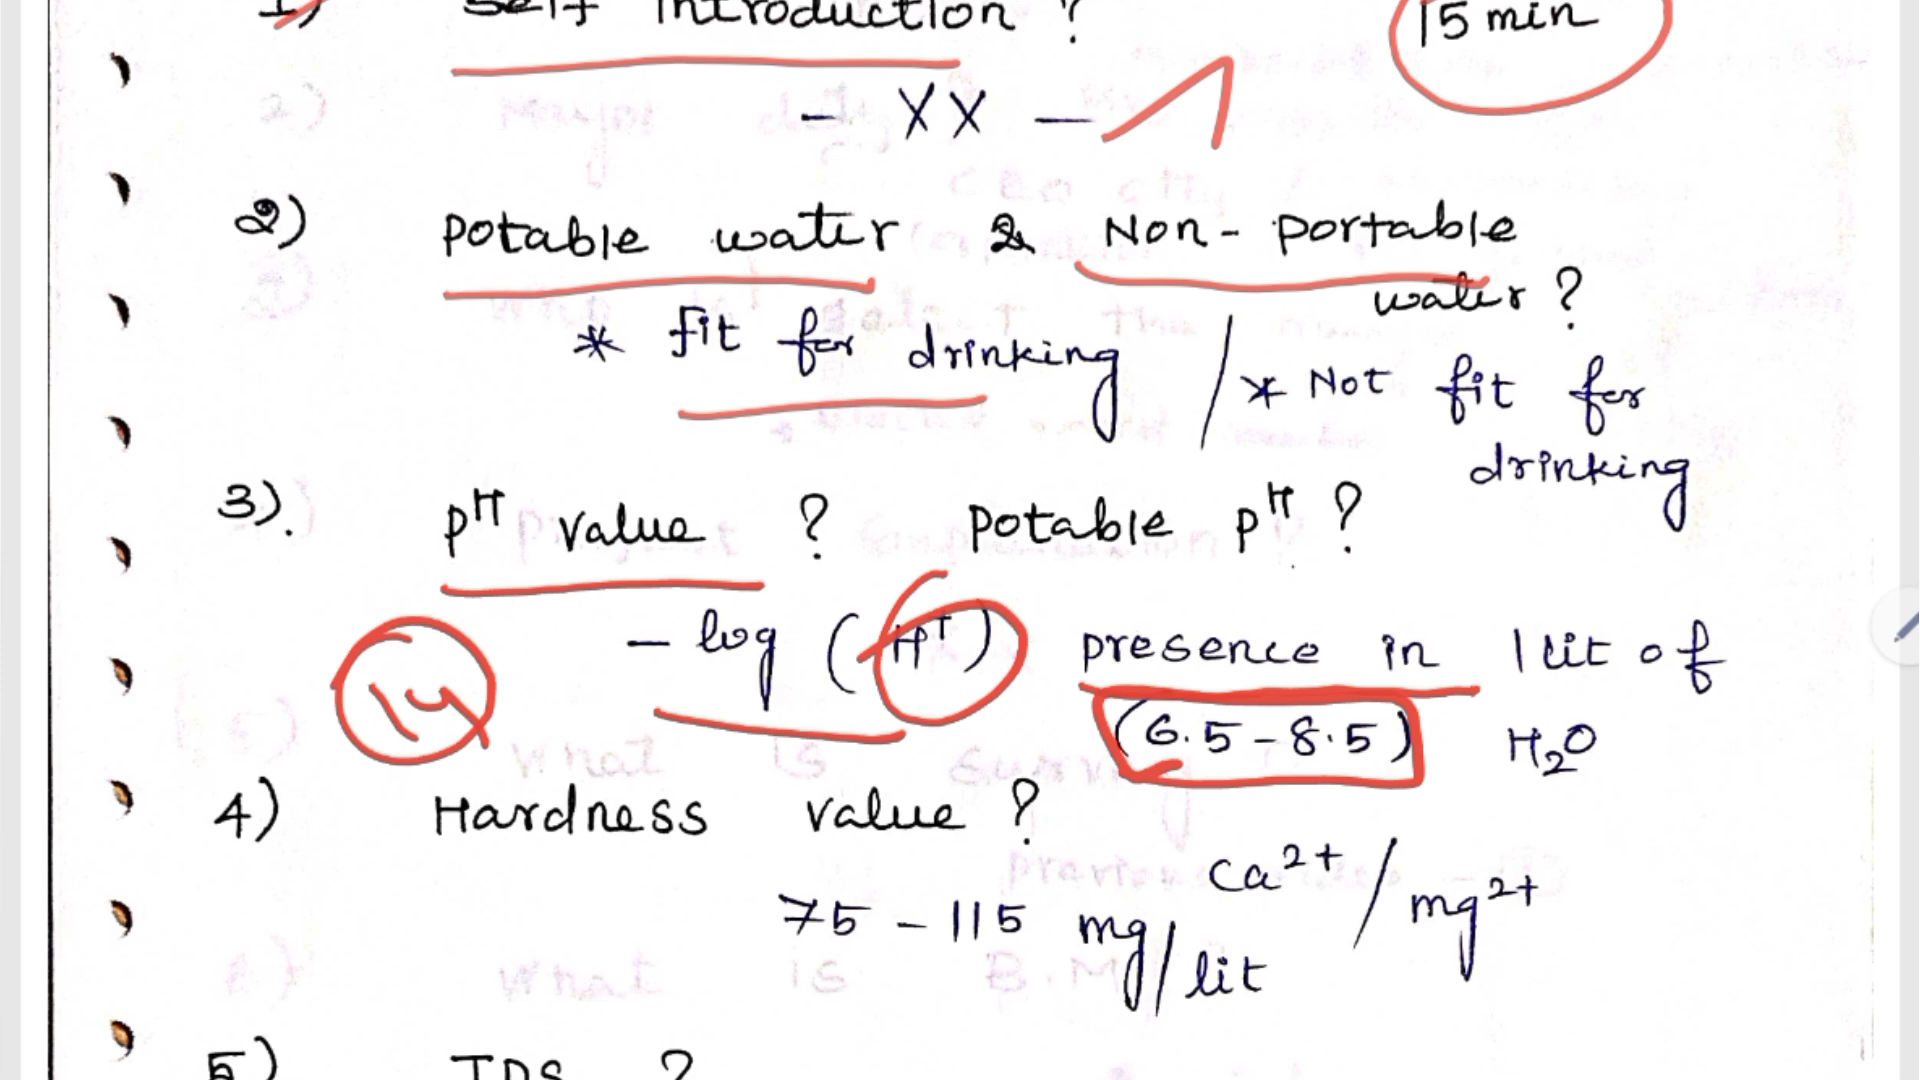 1) Self Introduction ?
15 min
- XX -
2) Potable water & Non-portable
water ?
* fit for drinking / * Not fit for
drinking
3). pH value ? Potable pH ?
14
- log (H+) presence in 1 lit of
(6.5-8.5) H2O
4) Hardness value ?
Ca2+ / mg2+
75 - 115 mg/lit
5) TDS ?